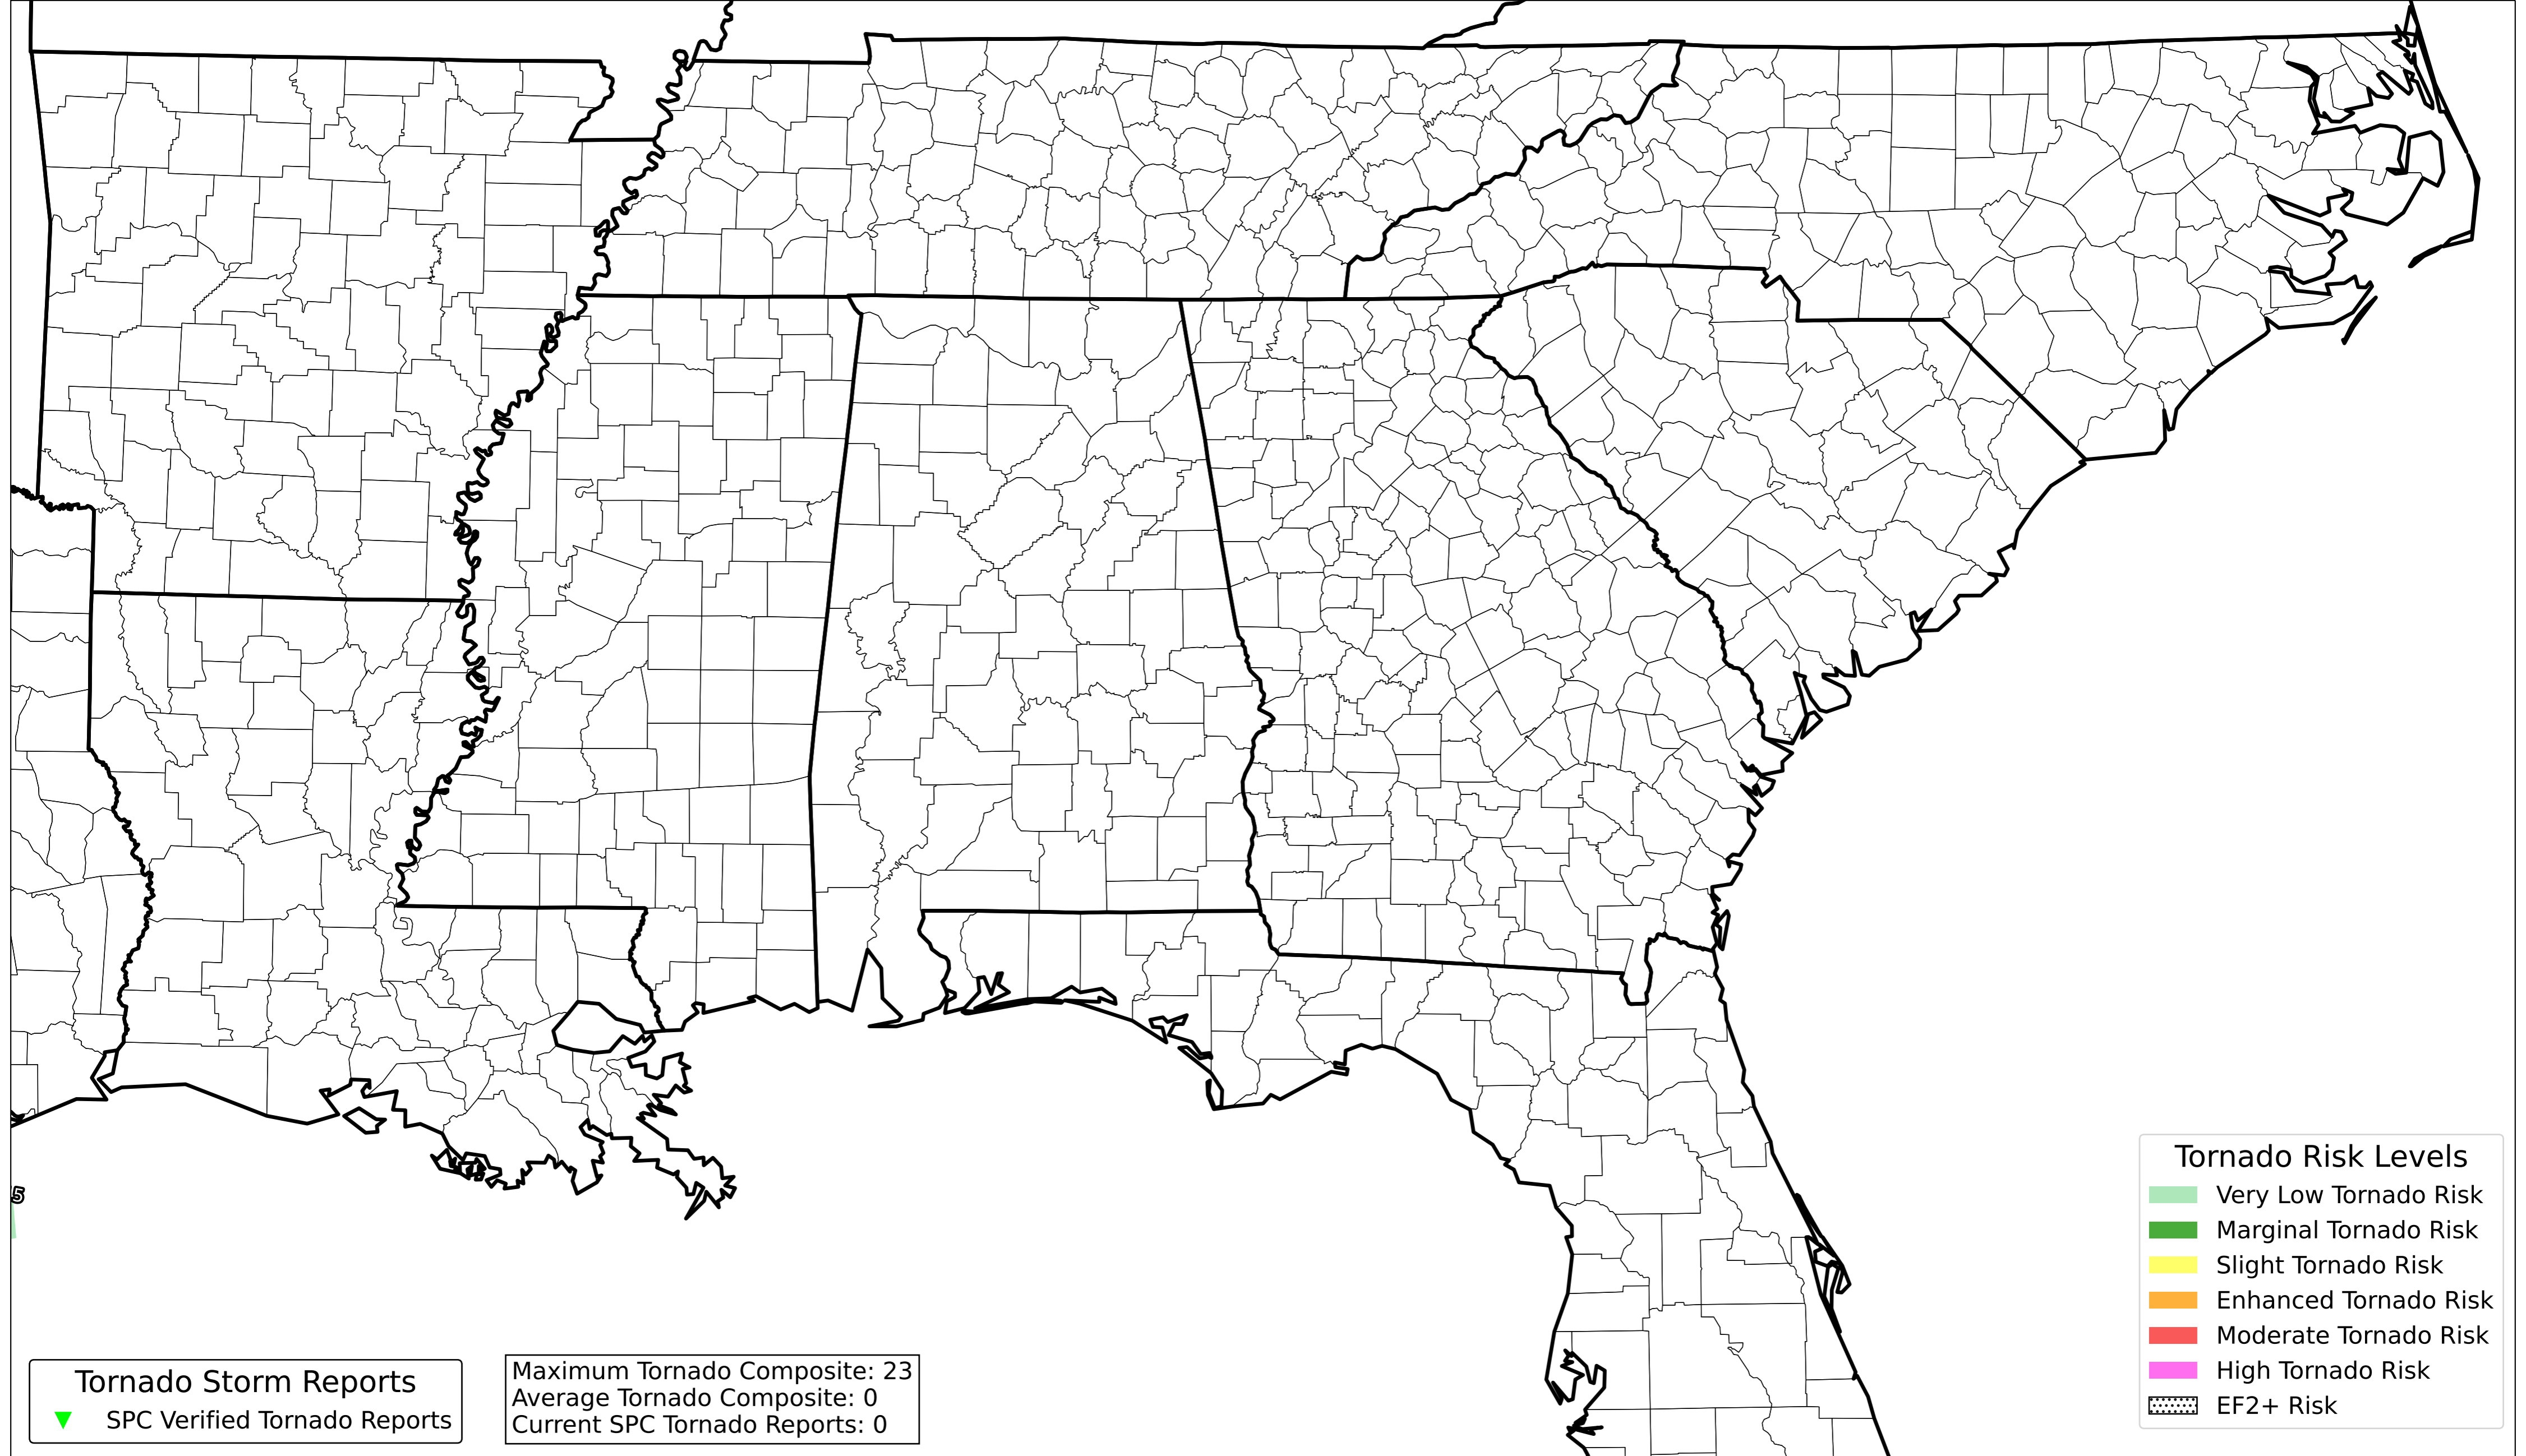 5
Tornado Risk Levels
Very Low Tornado Risk
Marginal Tornado Risk
Slight Tornado Risk
Enhanced Tornado Risk
Moderate Tornado Risk
High Tornado Risk
EF2+ Risk
Tornado Storm Reports
SPC Verified Tornado Reports
Maximum Tornado Composite: 23
Average Tornado Composite: 0
Current SPC Tornado Reports: 0